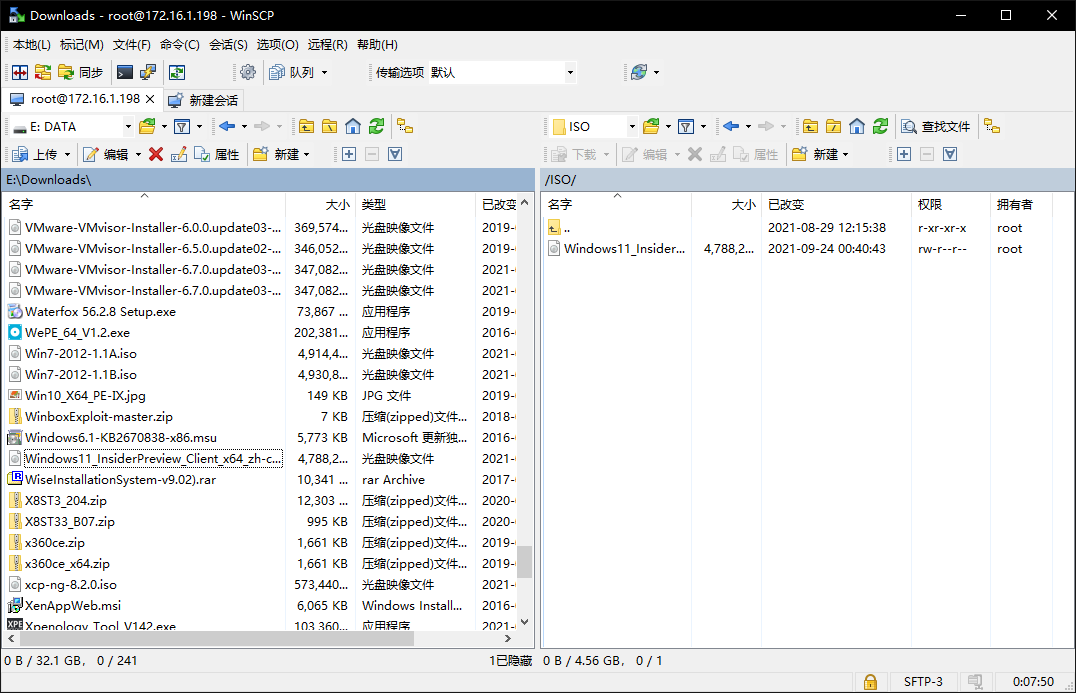 Downloads - root@172.16.1.198 - WinSCP
本地(L) 标记(M) 文件(F) 命令(C) 会话(S) 选项(O) 远程(R) 帮助(H)
同步 队列 传输选项 默认
root@172.16.1.198 新建会话
E: DATA ISO 查找文件
上传 编辑 属性 新建 下载 编辑 属性 新建
E:\Downloads\ /ISO/
名字 大小 类型 已改变 名字 大小 已改变 权限 拥有者
VMware-VMvisor-Installer-6.0.0.update03-... 369,574... 光盘映像文件 2019- .. 2021-08-29 12:15:38 r-xr-xr-x root
VMware-VMvisor-Installer-6.5.0.update02-... 346,052... 光盘映像文件 2019- Windows11_Insider... 4,788,2... 2021-09-24 00:40:43 rw-r--r-- root
VMware-VMvisor-Installer-6.7.0.update03-... 347,082... 光盘映像文件 2021-
VMware-VMvisor-Installer-6.7.0.update03-... 347,082... 光盘映像文件 2021-
Waterfox 56.2.8 Setup.exe 73,867 ... 应用程序 2019-
WePE_64_V1.2.exe 202,381... 应用程序 2016-
Win7-2012-1.1A.iso 4,914,4... 光盘映像文件 2021-
Win7-2012-1.1B.iso 4,930,8... 光盘映像文件 2021-
Win10_X64_PE-IX.jpg 149 KB JPG 文件 2018-
WinboxExploit-master.zip 7 KB 压缩(zipped)文件... 2018-
Windows6.1-KB2670838-x86.msu 5,773 KB Microsoft 更新独... 2016-
Windows11_InsiderPreview_Client_x64_zh-c... 4,788,2... 光盘映像文件 2021-
WiseInstallationSystem-v9.02).rar 10,341 ... rar Archive 2017-
X8ST3_204.zip 12,303 ... 压缩(zipped)文件... 2020-
X8ST33_B07.zip 995 KB 压缩(zipped)文件... 2020-
x360ce.zip 1,661 KB 压缩(zipped)文件... 2019-
x360ce_x64.zip 1,661 KB 压缩(zipped)文件... 2019-
xcp-ng-8.2.0.iso 573,440... 光盘映像文件 2021-
XenAppWeb.msi 6,065 KB Windows Install... 2016-
XPE Xpenology_Tool_V142.exe 103,360... 应用程序 2021-
0 B / 32.1 GB, 0 / 241 1已隐藏 0 B / 4.56 GB, 0 / 1
SFTP-3 0:07:50